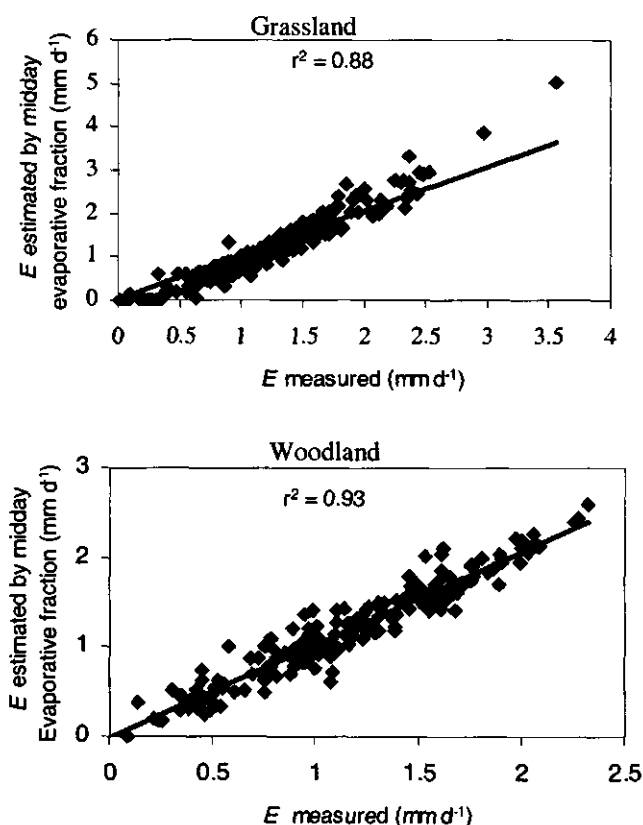 Grassland
r² = 0.88
E estimated by midday
evaporative fraction (mm d⁻¹)
6
5
4
3
2
1
0
0 0.5 1 1.5 2 2.5 3 3.5 4
E measured (mm d⁻¹)
Woodland
r² = 0.93
E estimated by midday
Evaporative fraction (mm d⁻¹)
3
2
1
0
0 0.5 1 1.5 2 2.5
E measured (mm d⁻¹)